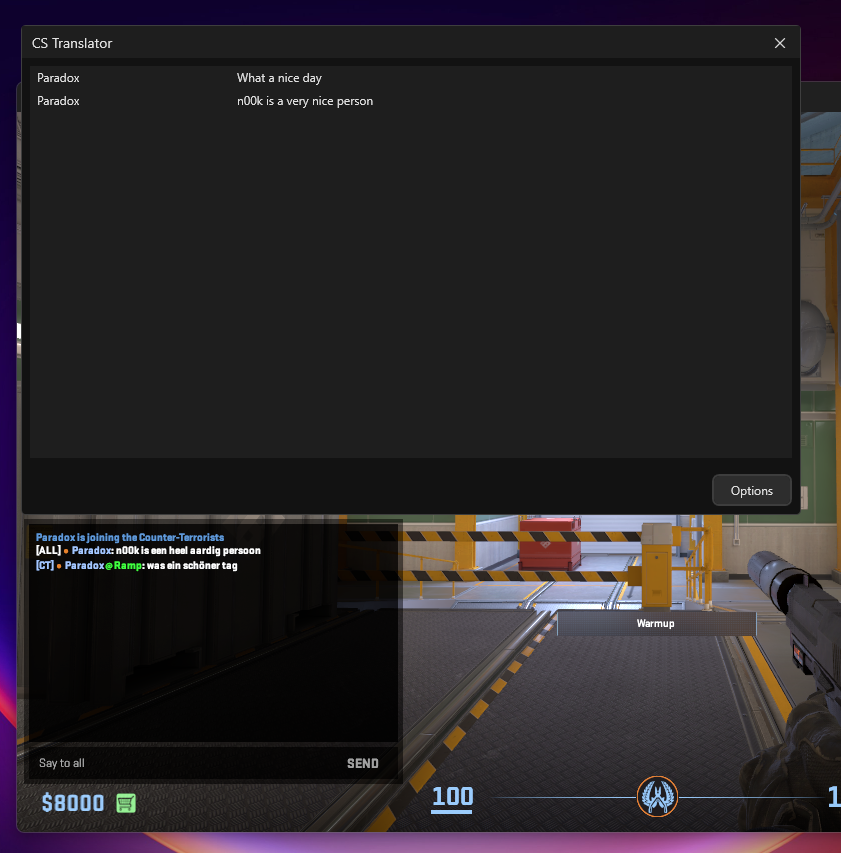 CS Translator
Paradox What a nice day
Paradox n00k is a very nice person
Options
Paradox is joining the Counter-Terrorists
[ALL] • Paradox: n00k is een heel aardig persoon
[CT] • Paradox @ Ramp: was ein schöner tag
Warmup
Say to all SEND
$8000
100
1